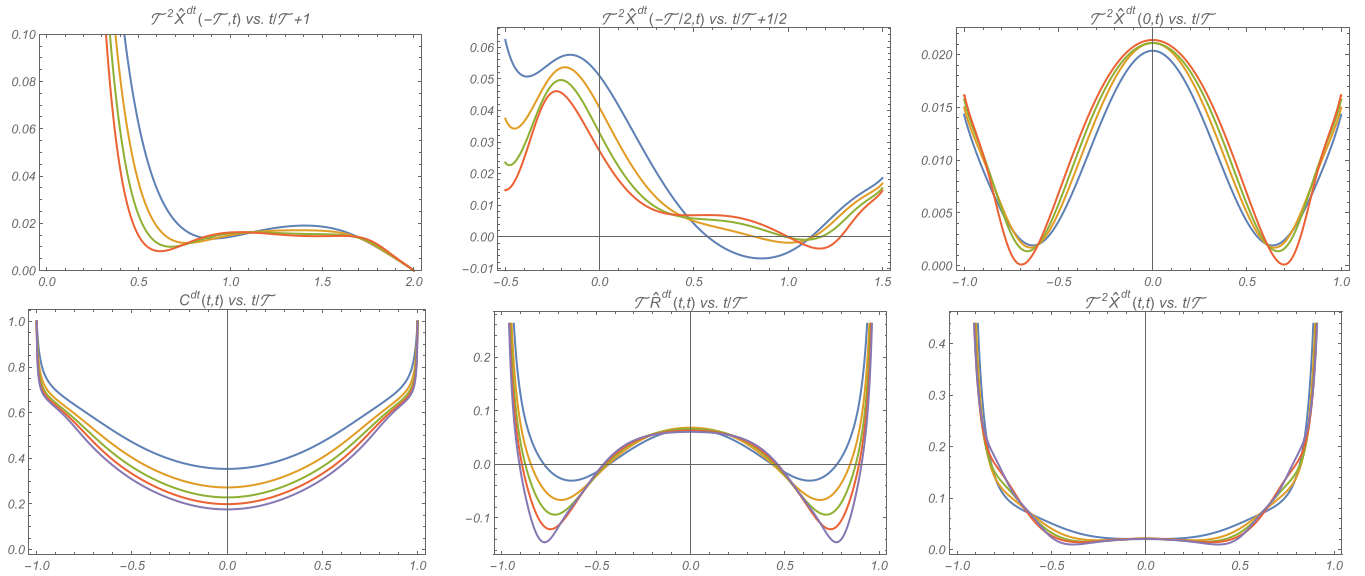 𝒯²X̂ᵈᵗ(−𝒯,t) vs. t/𝒯+1
0.10
0.08
0.06
0.04
0.02
0.00
0.0 0.5 1.0 1.5 2.0
𝒯²X̂ᵈᵗ(−𝒯/2,t) vs. t/𝒯+1/2
0.06
0.05
0.04
0.03
0.02
0.01
0.00
−0.01
−0.5 0.0 0.5 1.0 1.5
𝒯²X̂ᵈᵗ(0,t) vs. t/𝒯
0.020
0.015
0.010
0.005
0.000
−1.0 −0.5 0.0 0.5 1.0
Cᵈᵗ(t,t) vs. t/𝒯
1.0
0.8
0.6
0.4
0.2
0.0
−1.0 −0.5 0.0 0.5 1.0
𝒯R̂ᵈᵗ(t,t) vs. t/𝒯
0.2
0.1
0.0
−0.1
−1.0 −0.5 0.0 0.5 1.0
𝒯²X̂ᵈᵗ(t,t) vs. t/𝒯
0.4
0.3
0.2
0.1
0.0
−1.0 −0.5 0.0 0.5 1.0